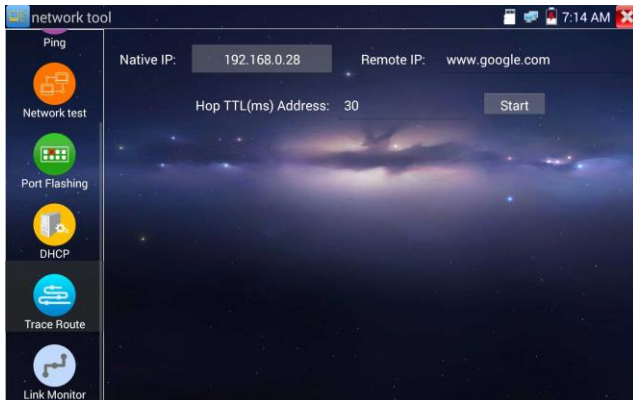 network tool
7:14 AM
Ping
Native IP: 192.168.0.28 Remote IP: www.google.com
Network test
Hop TTL(ms) Address: 30 Start
Port Flashing
DHCP
Trace Route
Link Monitor